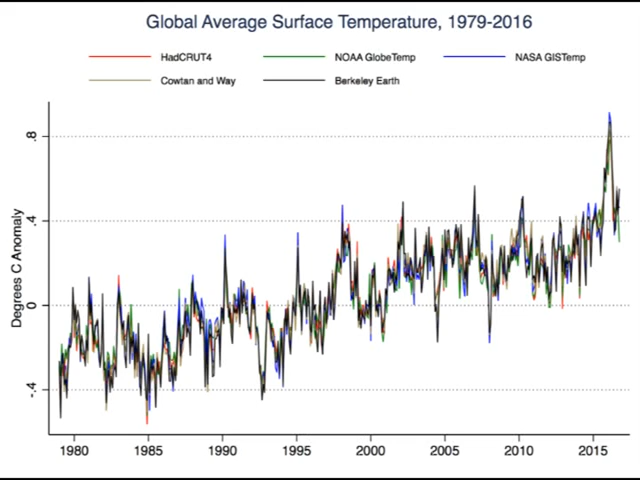 Global Average Surface Temperature, 1979-2016
HadCRUT4 NOAA GlobeTemp NASA GISTemp
Cowtan and Way Berkeley Earth
Degrees C Anomaly
.8
.4
0
-.4
1980 1985 1990 1995 2000 2005 2010 2015